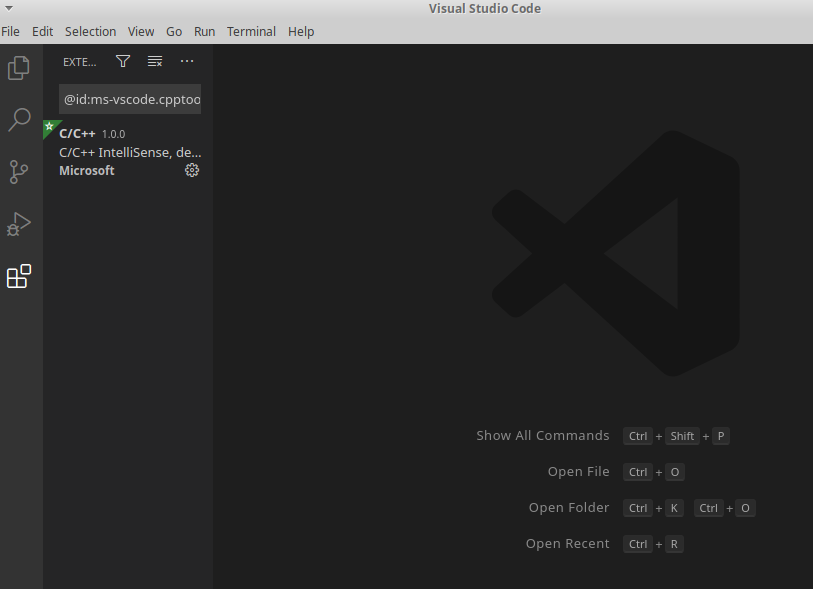 Visual Studio Code
File Edit Selection View Go Run Terminal Help
EXTE...
@id:ms-vscode.cpptoo
C/C++ 1.0.0
C/C++ IntelliSense, de...
Microsoft
Show All Commands Ctrl + Shift + P
Open File Ctrl + O
Open Folder Ctrl + K Ctrl + O
Open Recent Ctrl + R